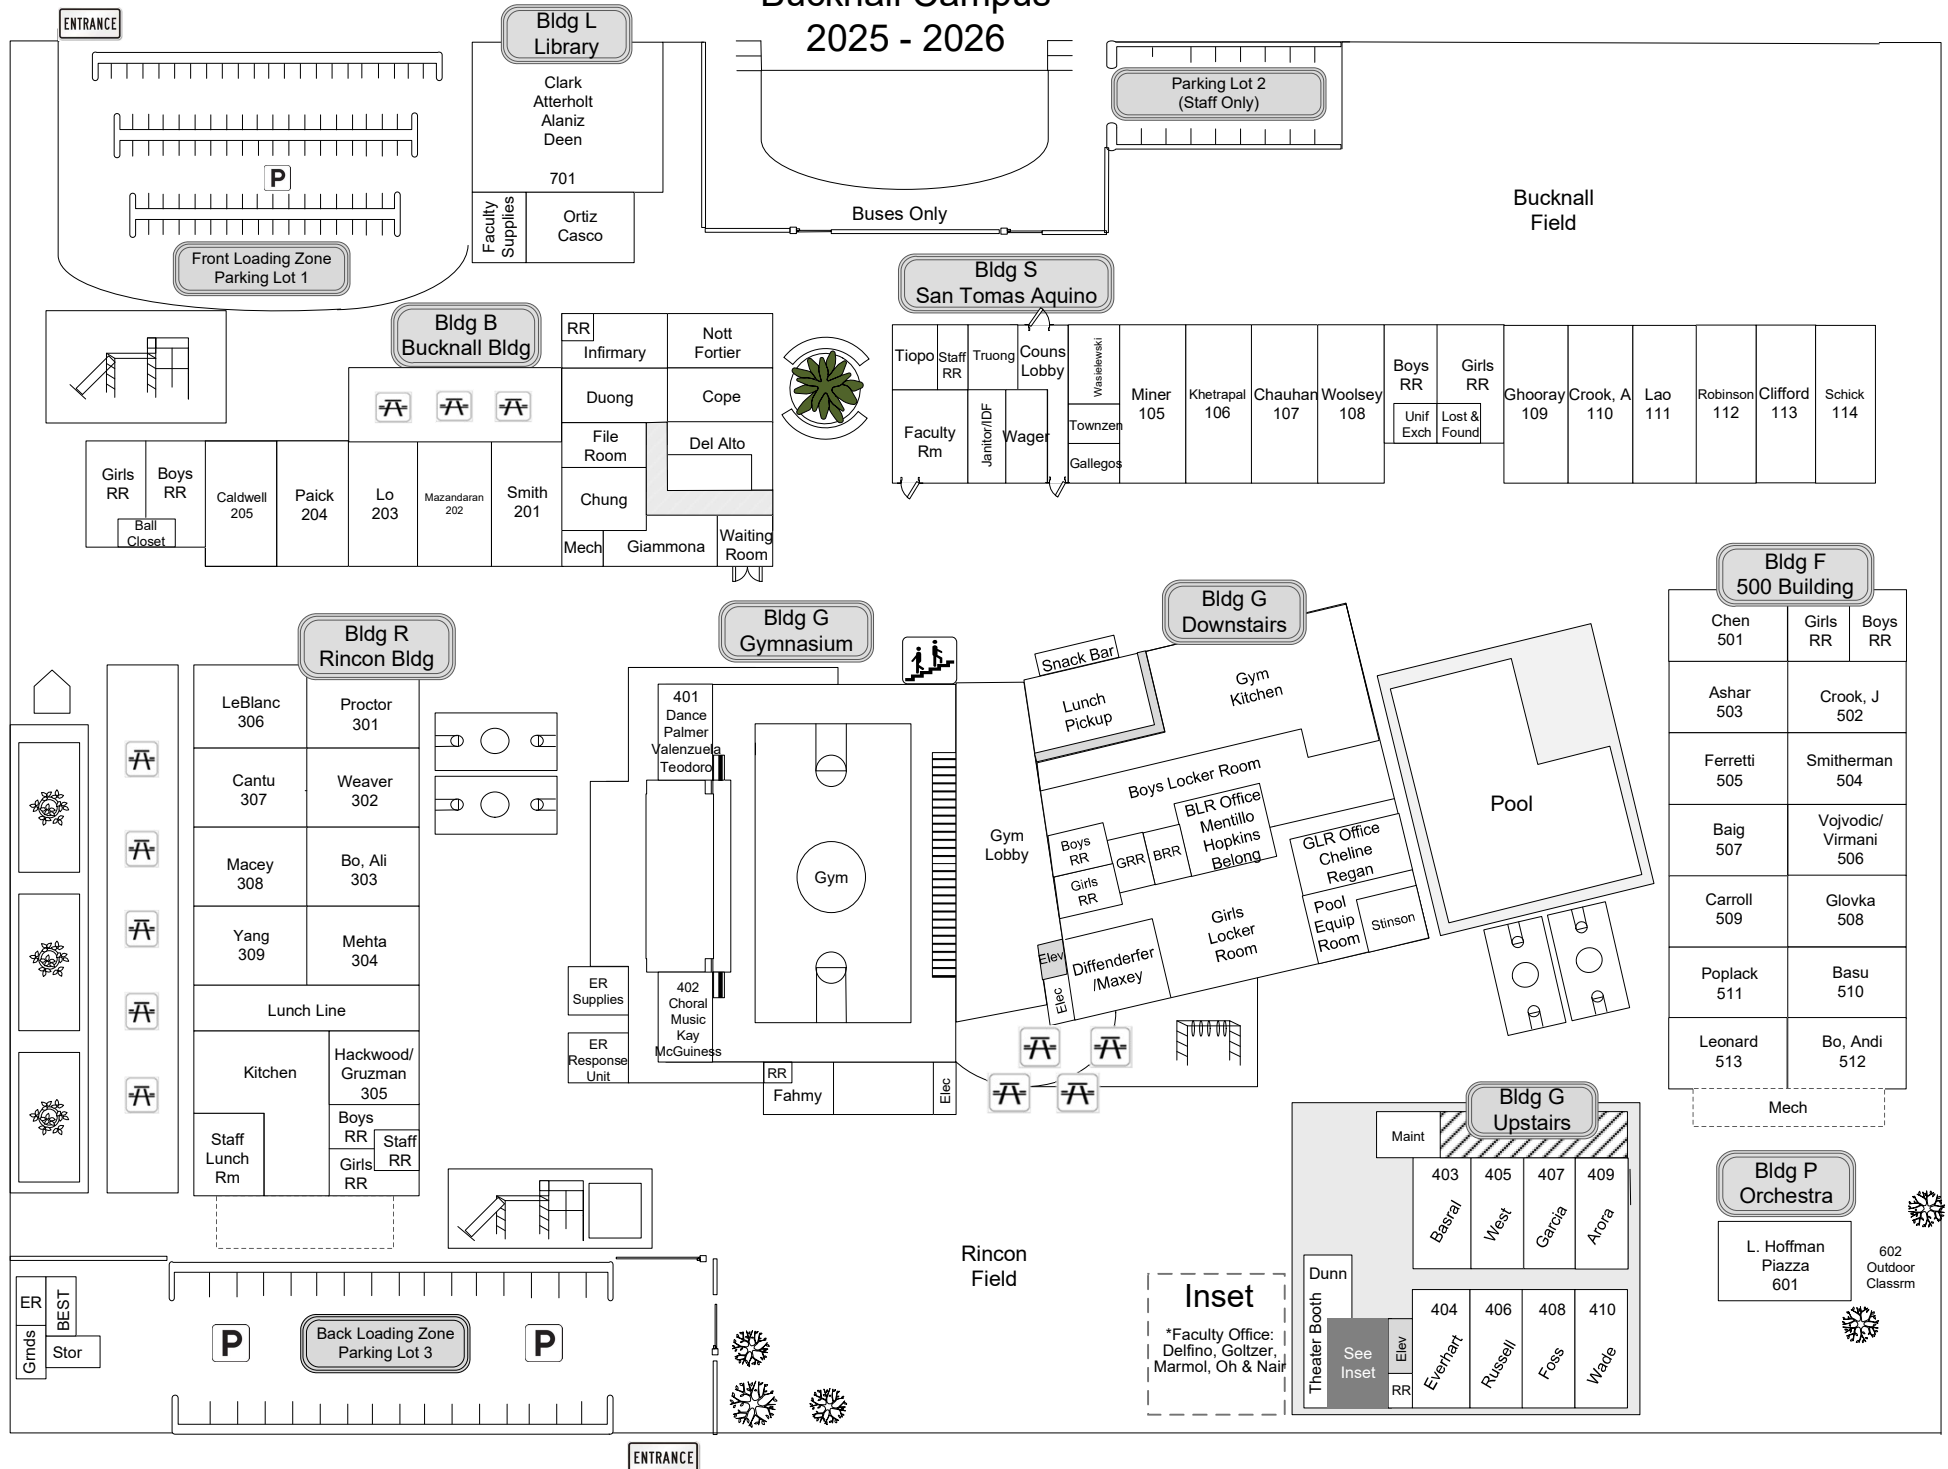 Bucknall Campus
2025 - 2026
ENTRANCE
Bldg L
Library
Clark
Atterholt
Alaniz
Deen
701
Faculty
Supplies
Ortiz
Casco
P
Front Loading Zone
Parking Lot 1
Buses Only
Parking Lot 2
(Staff Only)
Bucknall
Field
Bldg B
Bucknall Bldg
RR
Infirmary
Nott
Fortier
Duong
Cope
File
Room
Del Alto
Chung
Mech
Giammona
Waiting
Room
Girls
RR
Boys
RR
Ball
Closet
Caldwell
205
Paick
204
Lo
203
Mazandaran
202
Smith
201
Bldg S
San Tomas Aquino
Tiopo
Staff
RR
Truong
Couns
Lobby
Wasielewski
Faculty
Rm
Janitor/IDF
Wager
Townzen
Gallegos
Miner
105
Khetrapal
106
Chauhan
107
Woolsey
108
Boys
RR
Girls
RR
Unif
Exch
Lost &
Found
Ghooray
109
Crook, A
110
Lao
111
Robinson
112
Clifford
113
Schick
114
Bldg R
Rincon Bldg
LeBlanc
306
Proctor
301
Cantu
307
Weaver
302
Macey
308
Bo, Ali
303
Yang
309
Mehta
304
Lunch Line
Kitchen
Hackwood/
Gruzman
305
Boys
RR
Staff
RR
Girls
RR
Staff
Lunch
Rm
Bldg G
Gymnasium
401
Dance
Palmer
Valenzuela
Teodoro
Gym
402
Choral
Music
Kay
McGuiness
ER
Supplies
ER
Response
Unit
RR
Fahmy
Elec
Gym
Lobby
Bldg G
Downstairs
Snack Bar
Lunch
Pickup
Gym
Kitchen
Boys Locker Room
BLR Office
Mentillo
Hopkins
Belong
Boys
RR
GRR
BRR
Girls
RR
GLR Office
Cheline
Regan
Girls
Locker
Room
Pool
Equip
Room
Stinson
Elev
Elec
Diffenderfer
/Maxey
Pool
Bldg F
500 Building
Chen
501
Girls
RR
Boys
RR
Ashar
503
Crook, J
502
Ferretti
505
Smitherman
504
Baig
507
Vojvodic/
Virmani
506
Carroll
509
Glovka
508
Poplack
511
Basu
510
Leonard
513
Bo, Andi
512
Mech
Bldg G
Upstairs
Maint
403
Basral
405
West
407
Garcia
409
Arora
Dunn
Theater Booth
See
Inset
Elev
RR
404
Everhart
406
Russell
408
Foss
410
Wade
Inset
*Faculty Office:
Delfino, Goltzer,
Marmol, Oh & Nair
Bldg P
Orchestra
L. Hoffman
Piazza
601
602
Outdoor
Classrm
Rincon
Field
ER
BEST
Grnds
Stor
P
Back Loading Zone
Parking Lot 3
P
ENTRANCE